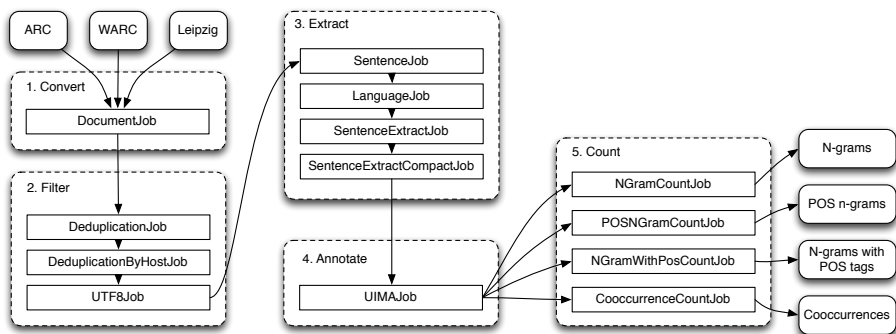 ARC
WARC
Leipzig
1. Convert
DocumentJob
2. Filter
DeduplicationJob
DeduplicationByHostJob
UTF8Job
3. Extract
SentenceJob
LanguageJob
SentenceExtractJob
SentenceExtractCompactJob
4. Annotate
UIMAJob
5. Count
NGramCountJob
POSNGramCountJob
NGramWithPosCountJob
CooccurrenceCountJob
N-grams
POS n-grams
N-grams with
POS tags
Cooccurrences